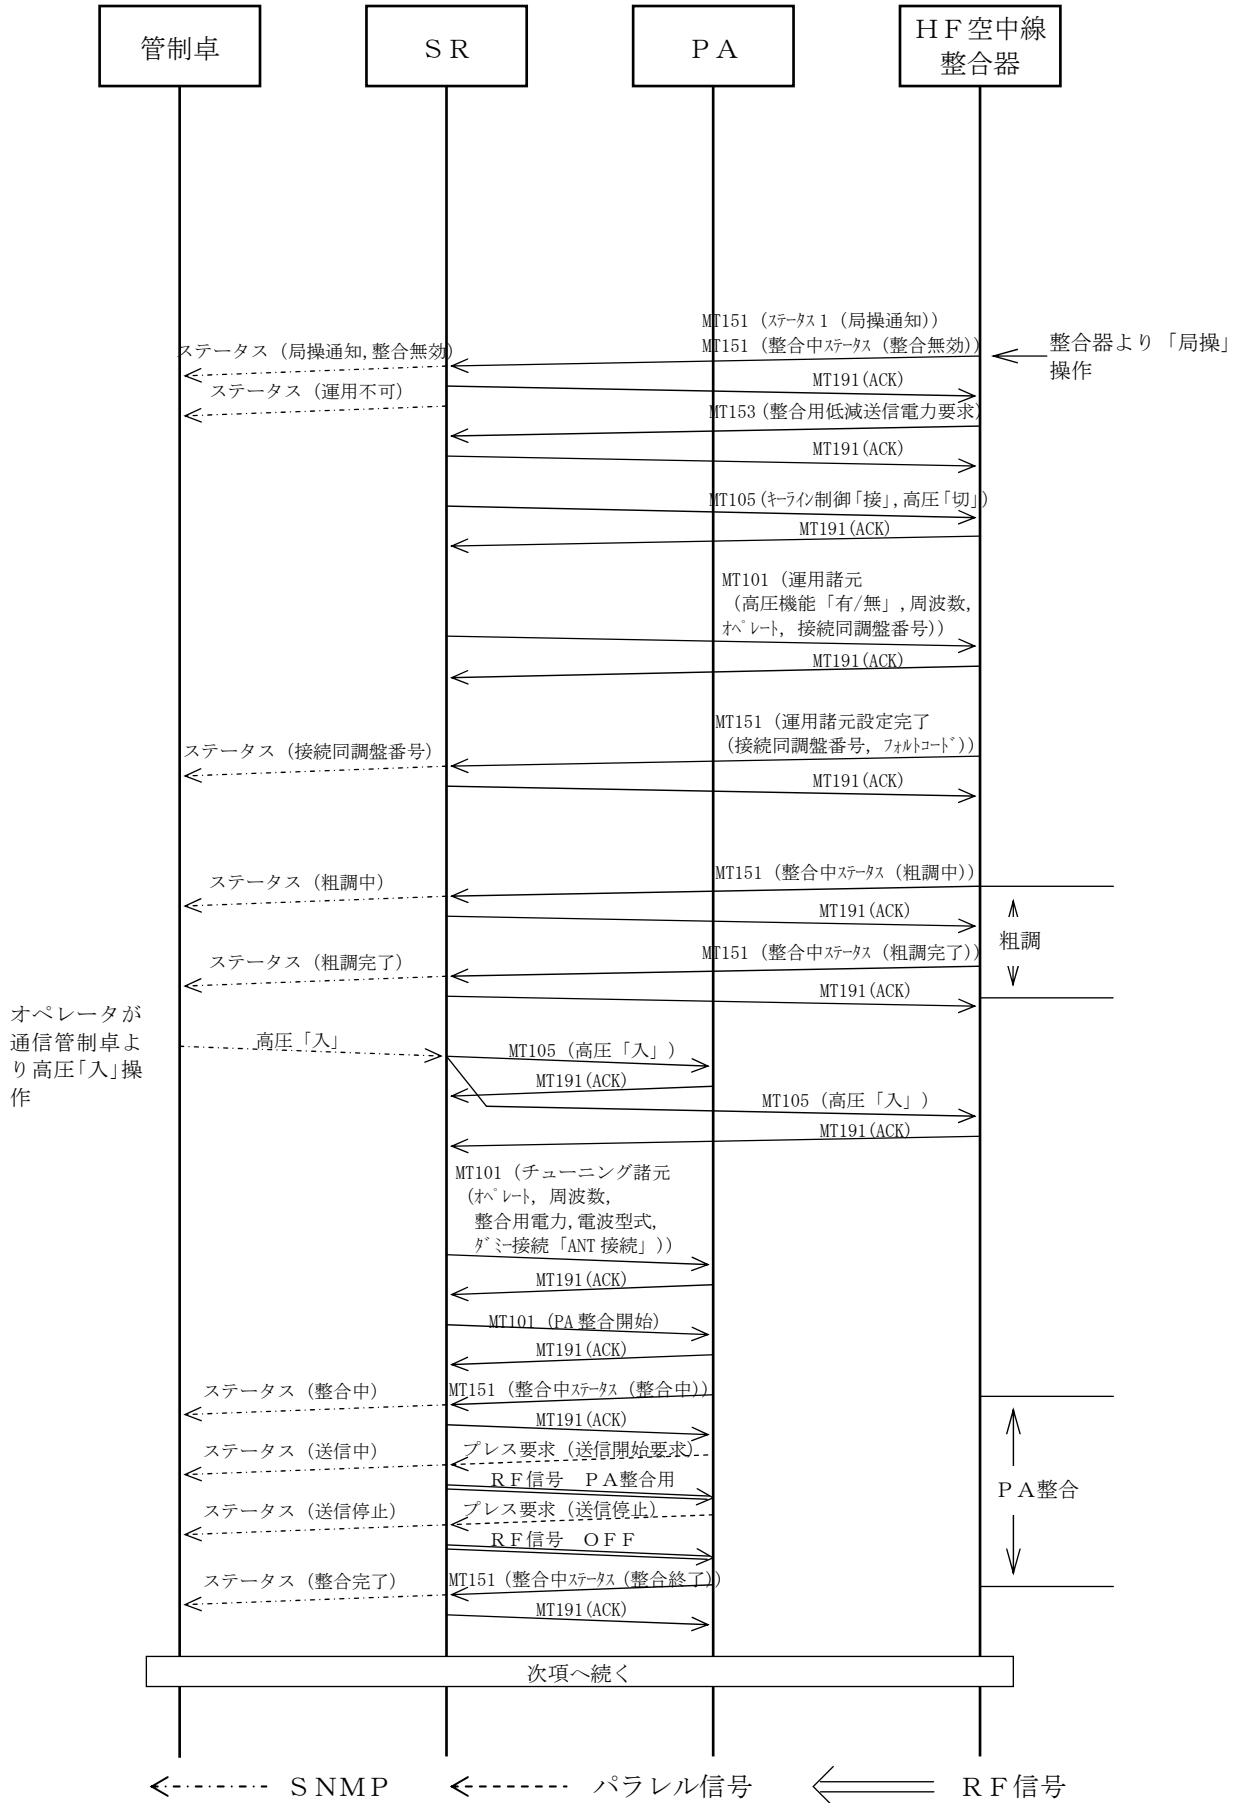 管制卓
ＳＲ
ＰＡ
ＨＦ空中線
整合器
MT151（ｽﾃｰﾀｽ１（局操通知））
ステータス（局操通知,整合無効）
MT151（整合中ステータス（整合無効））
整合器より「局操」
操作
MT191(ACK)
ステータス（運用不可）
MT153(整合用低減送信電力要求)
MT191(ACK)
MT105(ｷｰﾗｲﾝ制御「接」,高圧「切」)
MT191(ACK)
MT101（運用諸元
（高圧機能「有/無」,周波数,
ｵﾍﾟﾚｰﾄ, 接続同調盤番号））
MT191(ACK)
MT151（運用諸元設定完了
（接続同調盤番号, ﾌｫﾙﾄｺｰﾄﾞ））
ステータス（接続同調盤番号）
MT191(ACK)
MT151（整合中ｽﾃｰﾀｽ（粗調中））
ステータス（粗調中）
MT191(ACK)
粗調
MT151（整合中ｽﾃｰﾀｽ（粗調完了））
ステータス（粗調完了）
MT191(ACK)
オペレータが
通信管制卓よ
り高圧「入」操
作
高圧「入」
MT105（高圧「入」）
MT191(ACK)
MT105（高圧「入」）
MT191(ACK)
MT101（チューニング諸元
（ｵﾍﾟﾚｰﾄ, 周波数,
整合用電力,電波型式,
ﾀﾞﾐｰ接続「ANT接続」））
MT191(ACK)
MT101（PA整合開始）
MT191(ACK)
ステータス（整合中）
MT151（整合中ｽﾃｰﾀｽ（整合中））
MT191(ACK)
ステータス（送信中）
プレス要求（送信開始要求）
ＲＦ信号　ＰＡ整合用
ＰＡ整合
ステータス（送信停止）
プレス要求（送信停止）
ＲＦ信号　ＯＦＦ
ステータス（整合完了）
MT151（整合中ｽﾃｰﾀｽ（整合終了））
MT191(ACK)
次項へ続く
ＳＮＭＰ
パラレル信号
ＲＦ信号